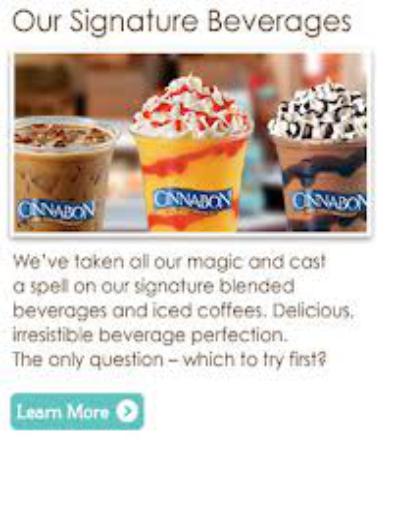 Our Signature Beverages
CINNABON
CINNABON
CINNABON
We've taken all our magic and cast
a spell on our signature blended
beverages and iced coffees. Delicious,
irresistible beverage perfection.
The only question – which to try first?
Learn More